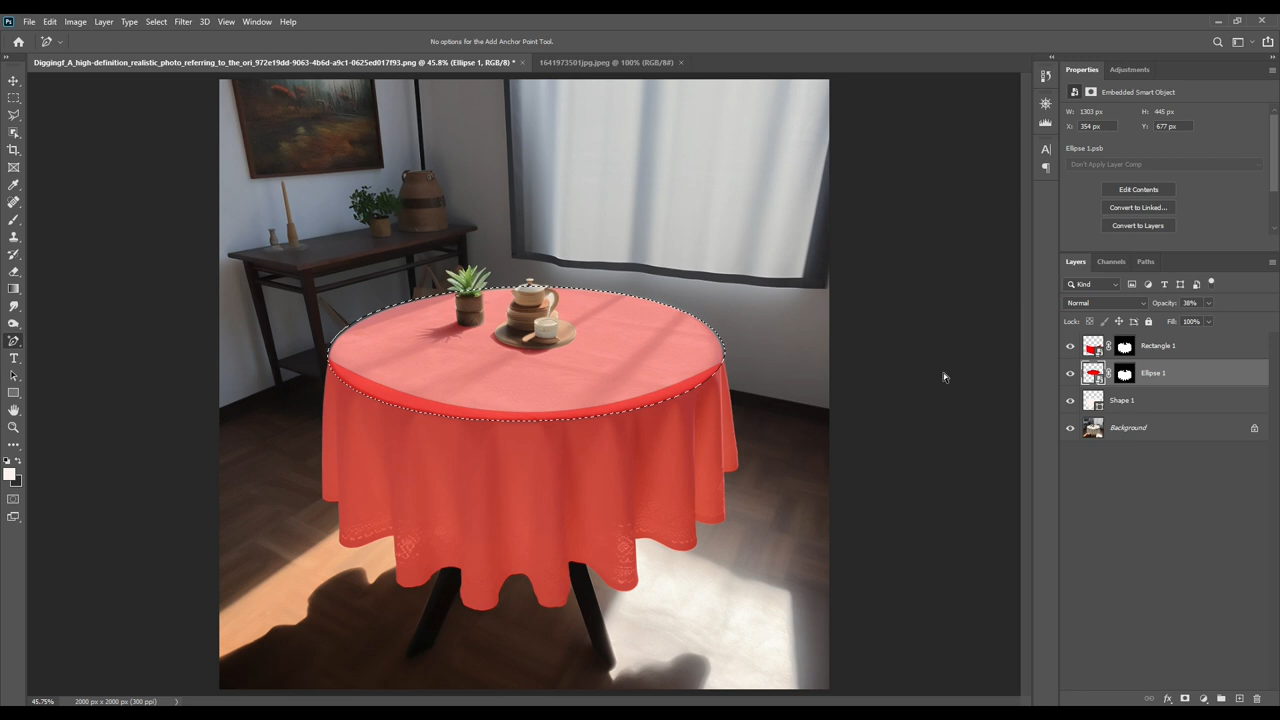 Ps File Edit Image Layer Type Select Filter 3D View Window Help
No options for the Add Anchor Point Tool.
Diggingf_A_high-definition_realistic_photo_referring_to_the_ori_972e19dd-9063-4b6d-a9c1-0625ed017f93.png @ 45.8% (Ellipse 1, RGB/8) * × 1641973501jpg.jpeg @ 100% (RGB/8#) ×
Properties Adjustments
Embedded Smart Object
W: 1303 px H: 445 px
X: 354 px Y: 677 px
Ellipse 1.psb
Don't Apply Layer Comp
Edit Contents
Convert to Linked...
Convert to Layers
Layers Channels Paths
Kind
Normal Opacity: 38%
Lock: Fill: 100%
Rectangle 1
Ellipse 1
Shape 1
Background
45.75% 2000 px x 2000 px (300 ppi)